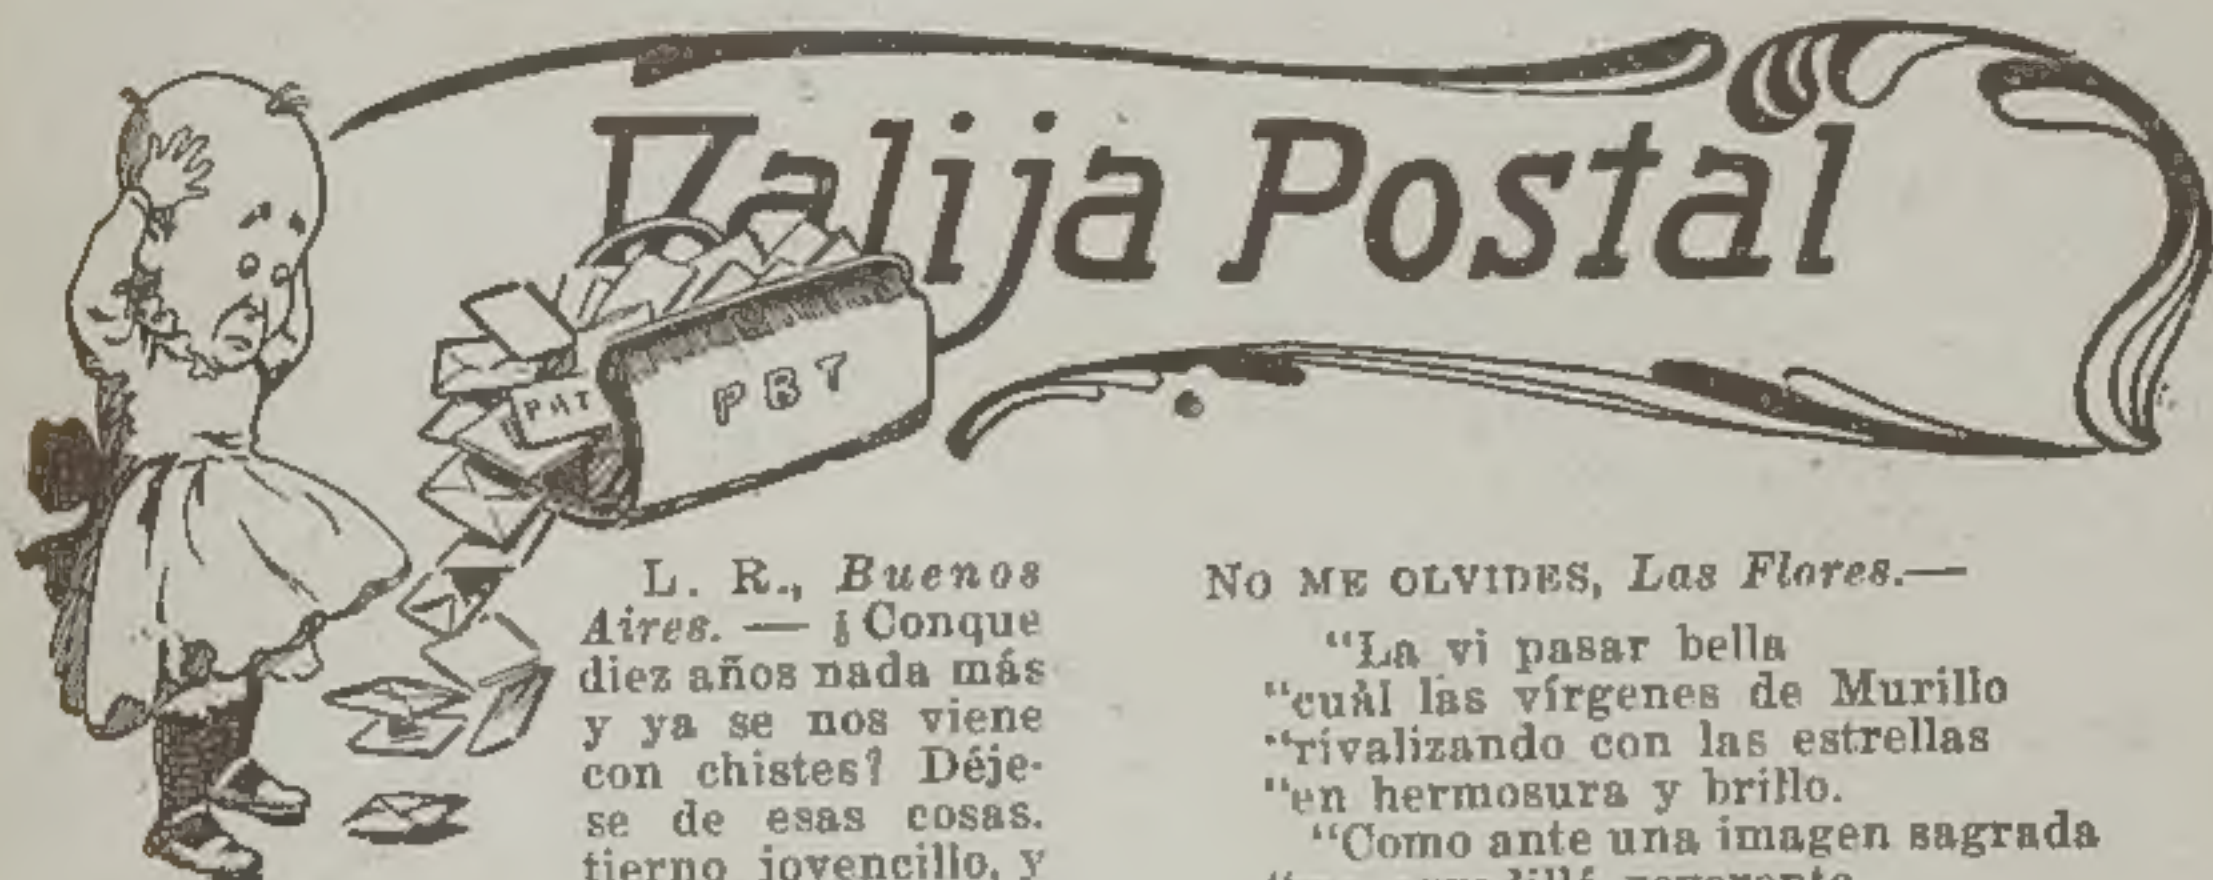 Valija Postal
PBT
PBT
L. R., Buenos
Aires. — ¿Conque
diez años nada más
y ya se nos viene
con chistes? Déje-
se de esas cosas.
tierno jovencillo, y
No me olvides, Las Flores.—
“La vi pasar bella
“cuàl las vírgenes de Murillo
“rivalizando con las estrellas
“en hermosura y brillo.
“Como ante una imagen sagrada